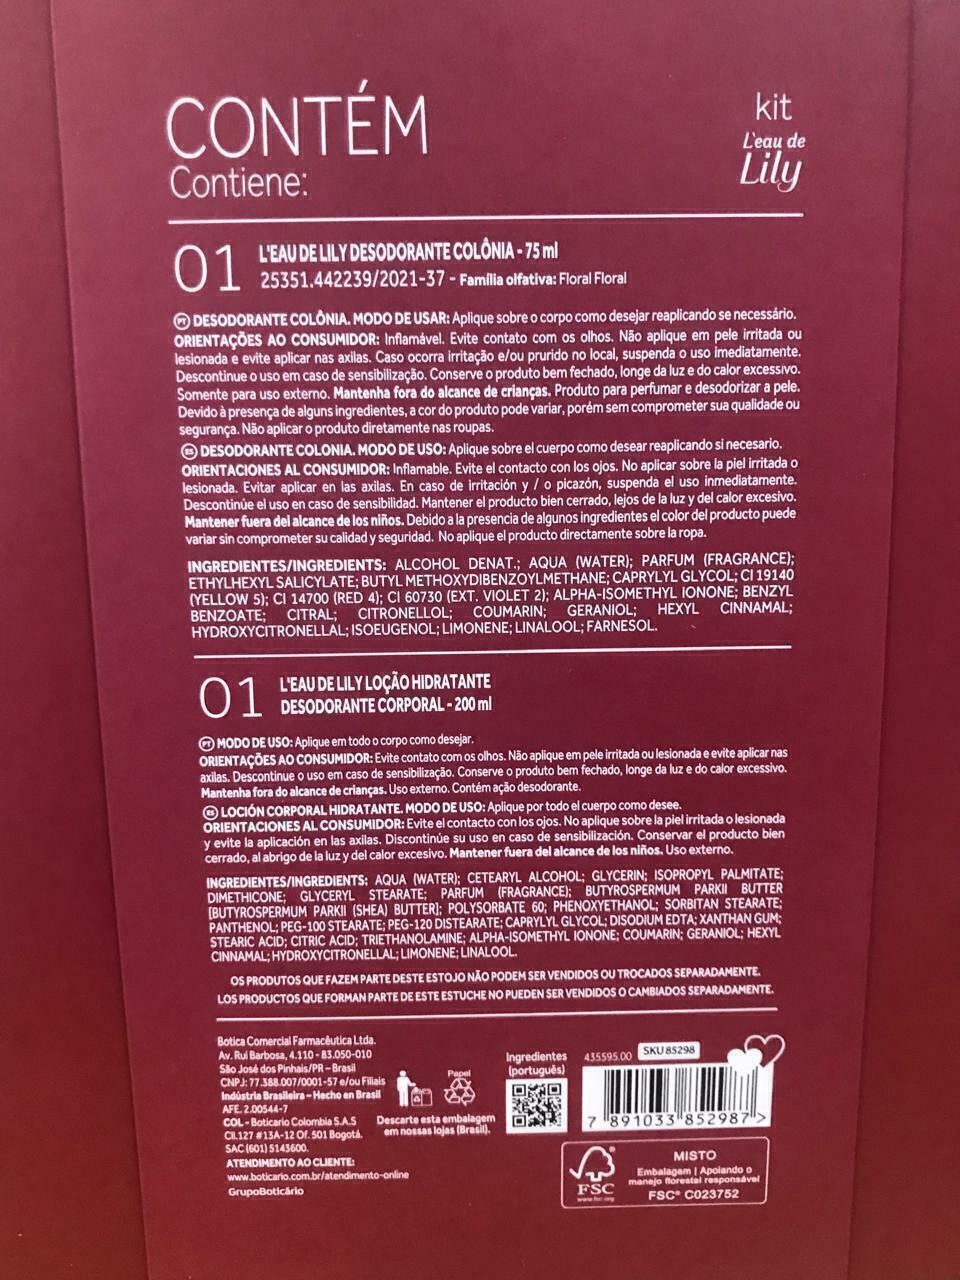 CONTÉM
Contiene:
kit
L'eau de
Lily
01
L'EAU DE LILY DESODORANTE COLÔNIA - 75 ml
25351.442239/2021-37 - Família olfativa: Floral Floral
PT DESODORANTE COLÔNIA. MODO DE USAR: Aplique sobre o corpo como desejar reaplicando se necessário.
ORIENTAÇÕES AO CONSUMIDOR: Inflamável. Evite contato com os olhos. Não aplique em pele irritada ou
lesionada e evite aplicar nas axilas. Caso ocorra irritação e/ou prurido no local, suspenda o uso imediatamente.
Descontinue o uso em caso de sensibilização. Conserve o produto bem fechado, longe da luz e do calor excessivo.
Somente para uso externo. Mantenha fora do alcance de crianças. Produto para perfumar e desodorizar a pele.
Devido à presença de alguns ingredientes, a cor do produto pode variar, porém sem comprometer sua qualidade ou
segurança. Não aplicar o produto diretamente nas roupas.
ES DESODORANTE COLONIA. MODO DE USO: Aplique sobre el cuerpo como desear reaplicando si necesario.
ORIENTACIONES AL CONSUMIDOR: Inflamable. Evite el contacto con los ojos. No aplicar sobre la piel irritada o
lesionada. Evitar aplicar en las axilas. En caso de irritación y / o picazón, suspenda el uso inmediatamente.
Descontinúe el uso en caso de sensibilidad. Mantener el producto bien cerrado, lejos de la luz y del calor excesivo.
Mantener fuera del alcance de los niños. Debido a la presencia de algunos ingredientes el color del producto puede
variar sin comprometer su calidad y seguridad. No aplique el producto directamente sobre la ropa.
INGREDIENTES/INGREDIENTS: ALCOHOL DENAT.; AQUA (WATER); PARFUM (FRAGRANCE);
ETHYLHEXYL SALICYLATE; BUTYL METHOXYDIBENZOYLMETHANE; CAPRYLYL GLYCOL; CI 19140
(YELLOW 5); CI 14700 (RED 4); CI 60730 (EXT. VIOLET 2); ALPHA-ISOMETHYL IONONE; BENZYL
BENZOATE; CITRAL; CITRONELLOL; COUMARIN; GERANIOL; HEXYL CINNAMAL;
HYDROXYCITRONELLAL; ISOEUGENOL; LIMONENE; LINALOOL; FARNESOL.
01
L'EAU DE LILY LOÇÃO HIDRATANTE
DESODORANTE CORPORAL - 200 ml
PT MODO DE USO: Aplique em todo o corpo como desejar.
ORIENTAÇÕES AO CONSUMIDOR: Evite contato com os olhos. Não aplique em pele irritada ou lesionada e evite aplicar nas
axilas. Descontinue o uso em caso de sensibilização. Conserve o produto bem fechado, longe da luz e do calor excessivo.
Mantenha fora do alcance de crianças. Uso externo. Contém ação desodorante.
ES LOCIÓN CORPORAL HIDRATANTE. MODO DE USO: Aplique por todo el cuerpo como desee.
ORIENTACIONES AL CONSUMIDOR: Evite el contacto con los ojos. No aplique sobre la piel irritada o lesionada
y evite la aplicación en las axilas. Discontinúe su uso en caso de sensibilización. Conservar el producto bien
cerrado, al abrigo de la luz y del calor excesivo. Mantener fuera del alcance de los niños. Uso externo.
INGREDIENTES/INGREDIENTS: AQUA (WATER); CETEARYL ALCOHOL; GLYCERIN; ISOPROPYL PALMITATE;
DIMETHICONE; GLYCERYL STEARATE; PARFUM (FRAGRANCE); BUTYROSPERMUM PARKII BUTTER
[BUTYROSPERMUM PARKII (SHEA) BUTTER]; POLYSORBATE 60; PHENOXYETHANOL; SORBITAN STEARATE;
PANTHENOL; PEG-100 STEARATE; PEG-120 DISTEARATE; CAPRYLYL GLYCOL; DISODIUM EDTA; XANTHAN GUM;
STEARIC ACID; CITRIC ACID; TRIETHANOLAMINE; ALPHA-ISOMETHYL IONONE; COUMARIN; GERANIOL; HEXYL
CINNAMAL; HYDROXYCITRONELLAL; LIMONENE; LINALOOL.
OS PRODUTOS QUE FAZEM PARTE DESTE ESTOJO NÃO PODEM SER VENDIDOS OU TROCADOS SEPARADAMENTE.
LOS PRODUCTOS QUE FORMAN PARTE DE ESTE ESTUCHE NO PUEDEN SER VENDIDOS O CAMBIADOS SEPARADAMENTE.
Botica Comercial Farmacêutica Ltda.
Av. Rui Barbosa, 4.110 - 83.050-010
São José dos Pinhais/PR - Brasil
CNPJ: 77.388.007/0001-57 e/ou Filiais
Indústria Brasileira - Hecho en Brasil
AFE. 2.00544-7
COL - Boticario Colombia S.A.S
Cll.127 #13A-12 Of. 501 Bogotá.
SAC (601) 5143600.
ATENDIMENTO AO CLIENTE:
www.boticario.com.br/atendimento-online
GrupoBoticário
Papel
Descarte esta embalagem
em nossas lojas (Brasil).
Ingredientes
(português)
435595.00
SKU 85298
7 891033 852987 >
FSC
www.fsc.org
MISTO
Embalagem | Apoiando o
manejo florestal responsável
FSC® C023752